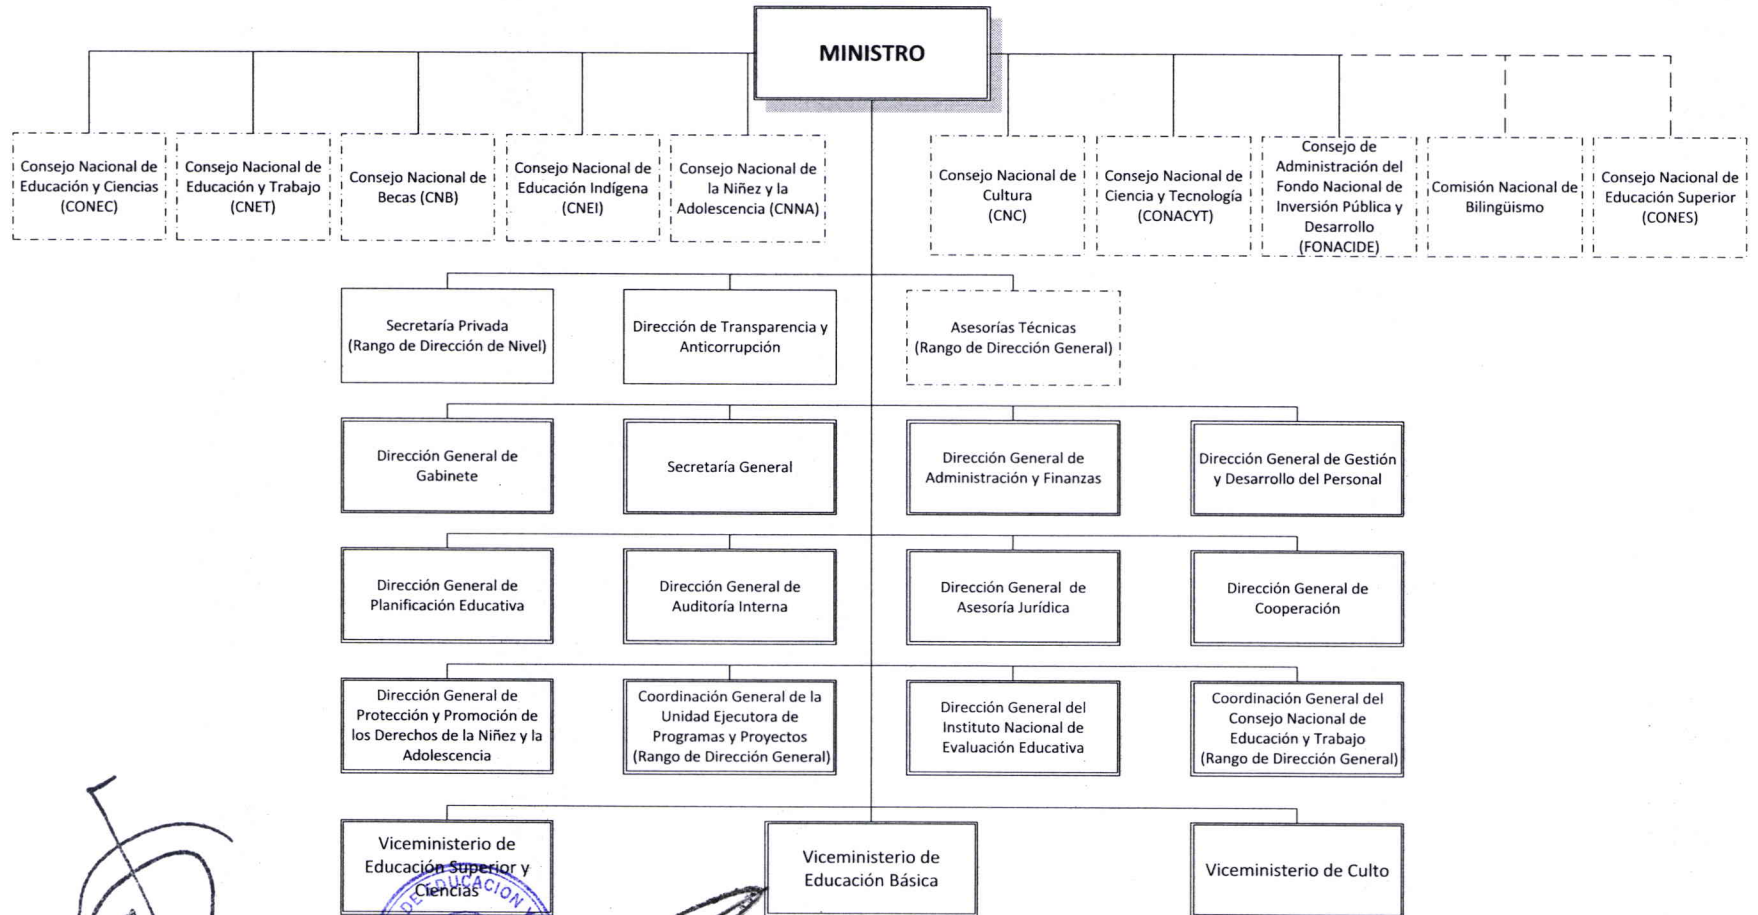 MINISTRO
Consejo Nacional de
Educación y Ciencias
(CONEC)
Consejo Nacional de
Educación y Trabajo
(CNET)
Consejo Nacional de
Becas (CNB)
Consejo Nacional de
Educación Indígena
(CNEI)
Consejo Nacional de
la Niñez y la
Adolescencia (CNNA)
Consejo Nacional de
Cultura
(CNC)
Consejo Nacional de
Ciencia y Tecnología
(CONACYT)
Consejo de
Administración del
Fondo Nacional de
Inversión Pública y
Desarrollo
(FONACIDE)
Comisión Nacional de
Bilingüismo
Consejo Nacional de
Educación Superior
(CONES)
Secretaría Privada
(Rango de Dirección de Nivel)
Dirección de Transparencia y
Anticorrupción
Asesorías Técnicas
(Rango de Dirección General)
Dirección General de
Gabinete
Secretaría General
Dirección General de
Administración y Finanzas
Dirección General de Gestión
y Desarrollo del Personal
Dirección General de
Planificación Educativa
Dirección General de
Auditoría Interna
Dirección General de
Asesoría Jurídica
Dirección General de
Cooperación
Dirección General de
Protección y Promoción de
los Derechos de la Niñez y la
Adolescencia
Coordinación General de la
Unidad Ejecutora de
Programas y Proyectos
(Rango de Dirección General)
Dirección General del
Instituto Nacional de
Evaluación Educativa
Coordinación General del
Consejo Nacional de
Educación y Trabajo
(Rango de Dirección General)
Viceministerio de
Educación Superior y
Ciencias
DE EDUCACION Y
Viceministerio de
Educación Básica
Viceministerio de Culto